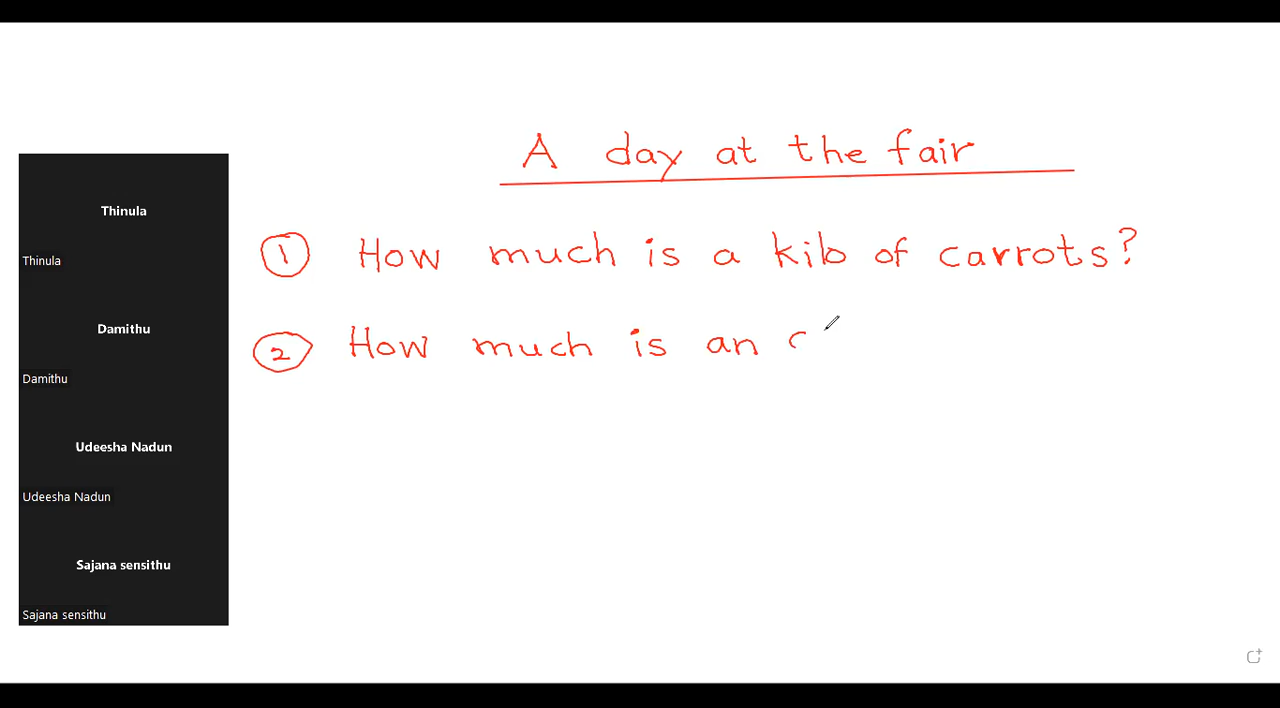 A day at the fair
Thinula
Thinula
① How much is a kilo of carrots?
Damithu
② How much is an
Damithu
Udeesha Nadun
Udeesha Nadun
Sajana sensithu
Sajana sensithu